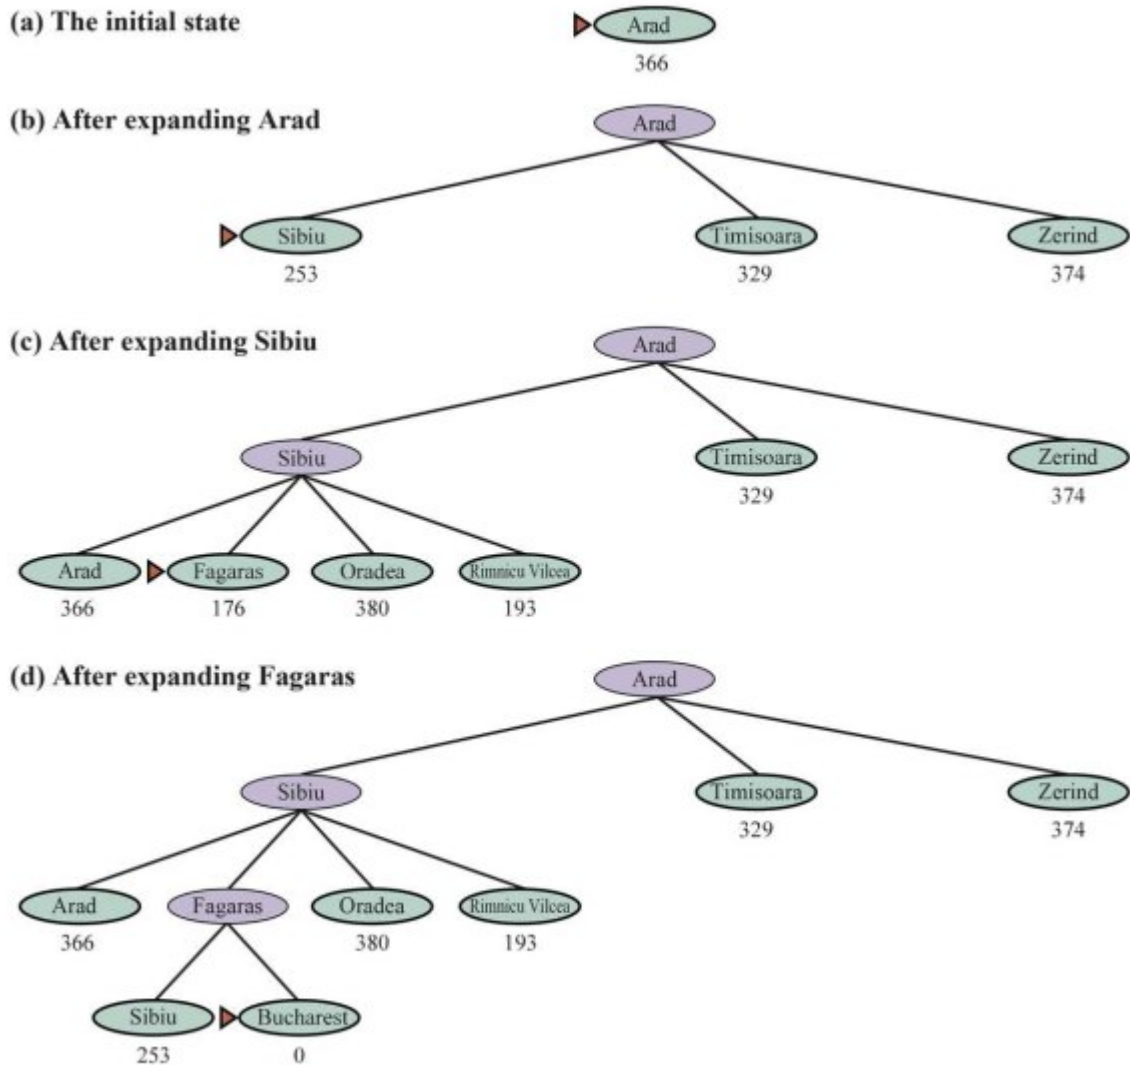 (a) The initial state
Arad
366
(b) After expanding Arad
Arad
Sibiu Timisoara Zerind
253 329 374
(c) After expanding Sibiu
Arad
Sibiu Timisoara Zerind
329 374
Arad Fagaras Oradea Rimnicu Vilcea
366 176 380 193
(d) After expanding Fagaras
Arad
Sibiu Timisoara Zerind
329 374
Arad Fagaras Oradea Rimnicu Vilcea
366 380 193
Sibiu Bucharest
253 0